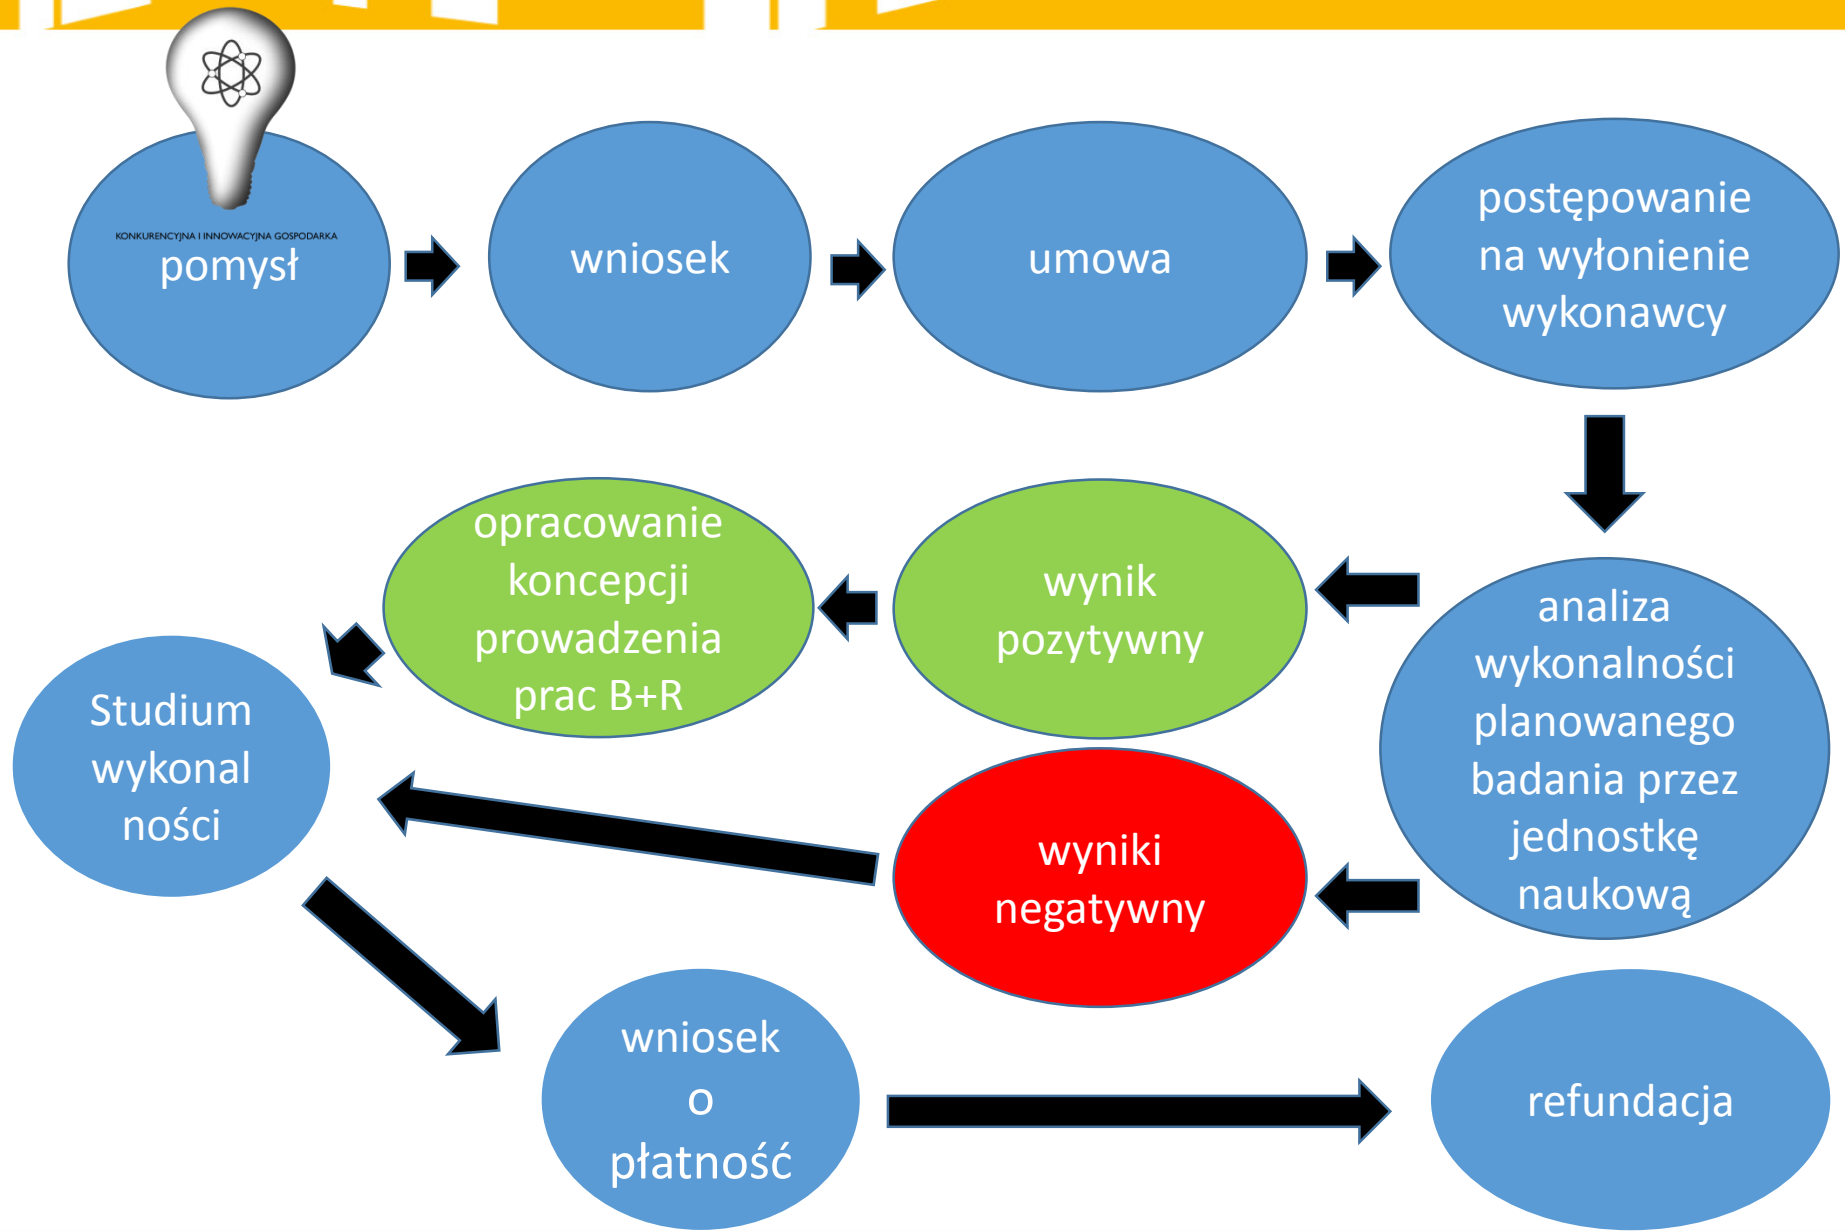 KONKURENCYJNA I INNOWACYJNA GOSPODARKA
pomysł
wniosek
umowa
postępowanie
na wyłonienie
wykonawcy
opracowanie
koncepcji
prowadzenia
prac B+R
wynik
pozytywny
analiza
wykonalności
planowanego
badania przez
jednostkę
naukową
Studium
wykonal
ności
wyniki
negatywny
wniosek
o
płatność
refundacja